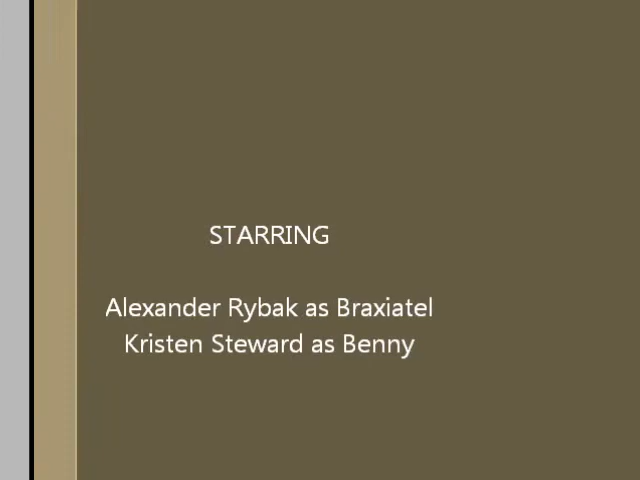 STARRING
Alexander Rybak as Braxiatel
Kristen Steward as Benny